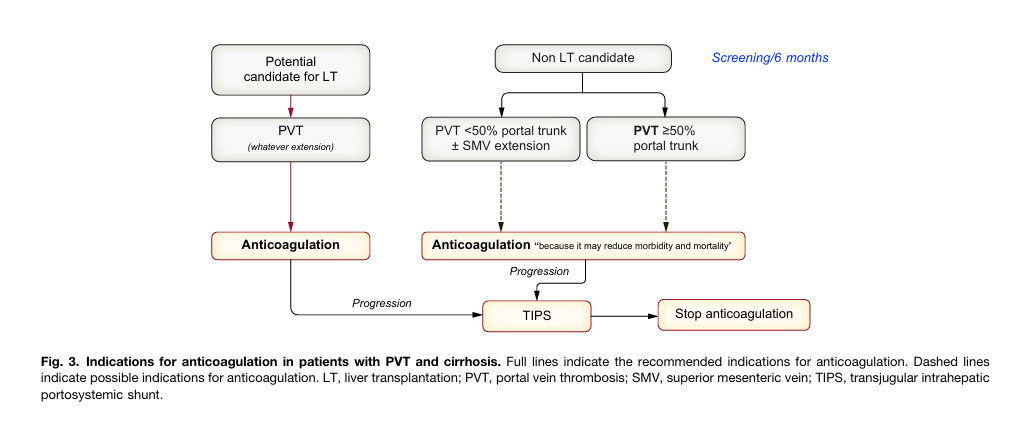 Potential
candidate for LT
Non LT candidate
Screening/6 months
PVT
(whatever extension)
PVT <50% portal trunk
± SMV extension
PVT ≥50%
portal trunk
Anticoagulation
Anticoagulation “because it may reduce morbidity and mortality”
Progression
Progression
TIPS
Stop anticoagulation
Fig. 3. Indications for anticoagulation in patients with PVT and cirrhosis. Full lines indicate the recommended indications for anticoagulation. Dashed lines
indicate possible indications for anticoagulation. LT, liver transplantation; PVT, portal vein thrombosis; SMV, superior mesenteric vein; TIPS, transjugular intrahepatic
portosystemic shunt.